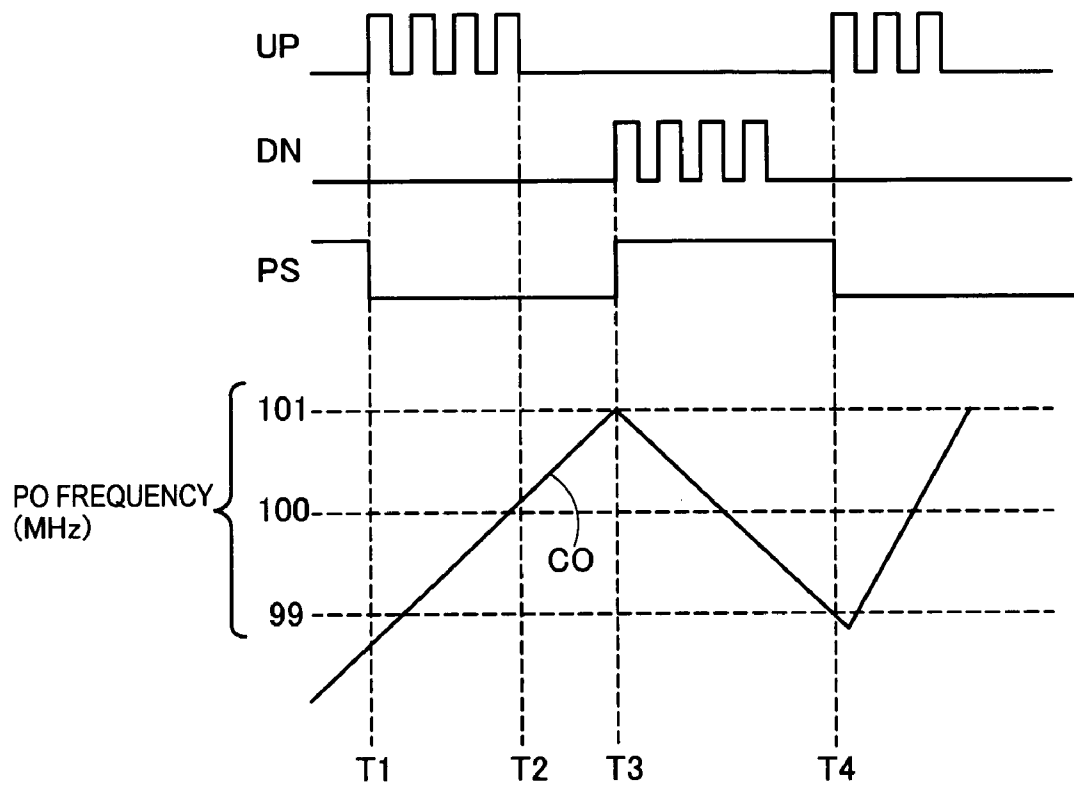 UP
DN
PS
101
PO FREQUENCY
(MHz)
100
CO
99
T1 T2 T3 T4